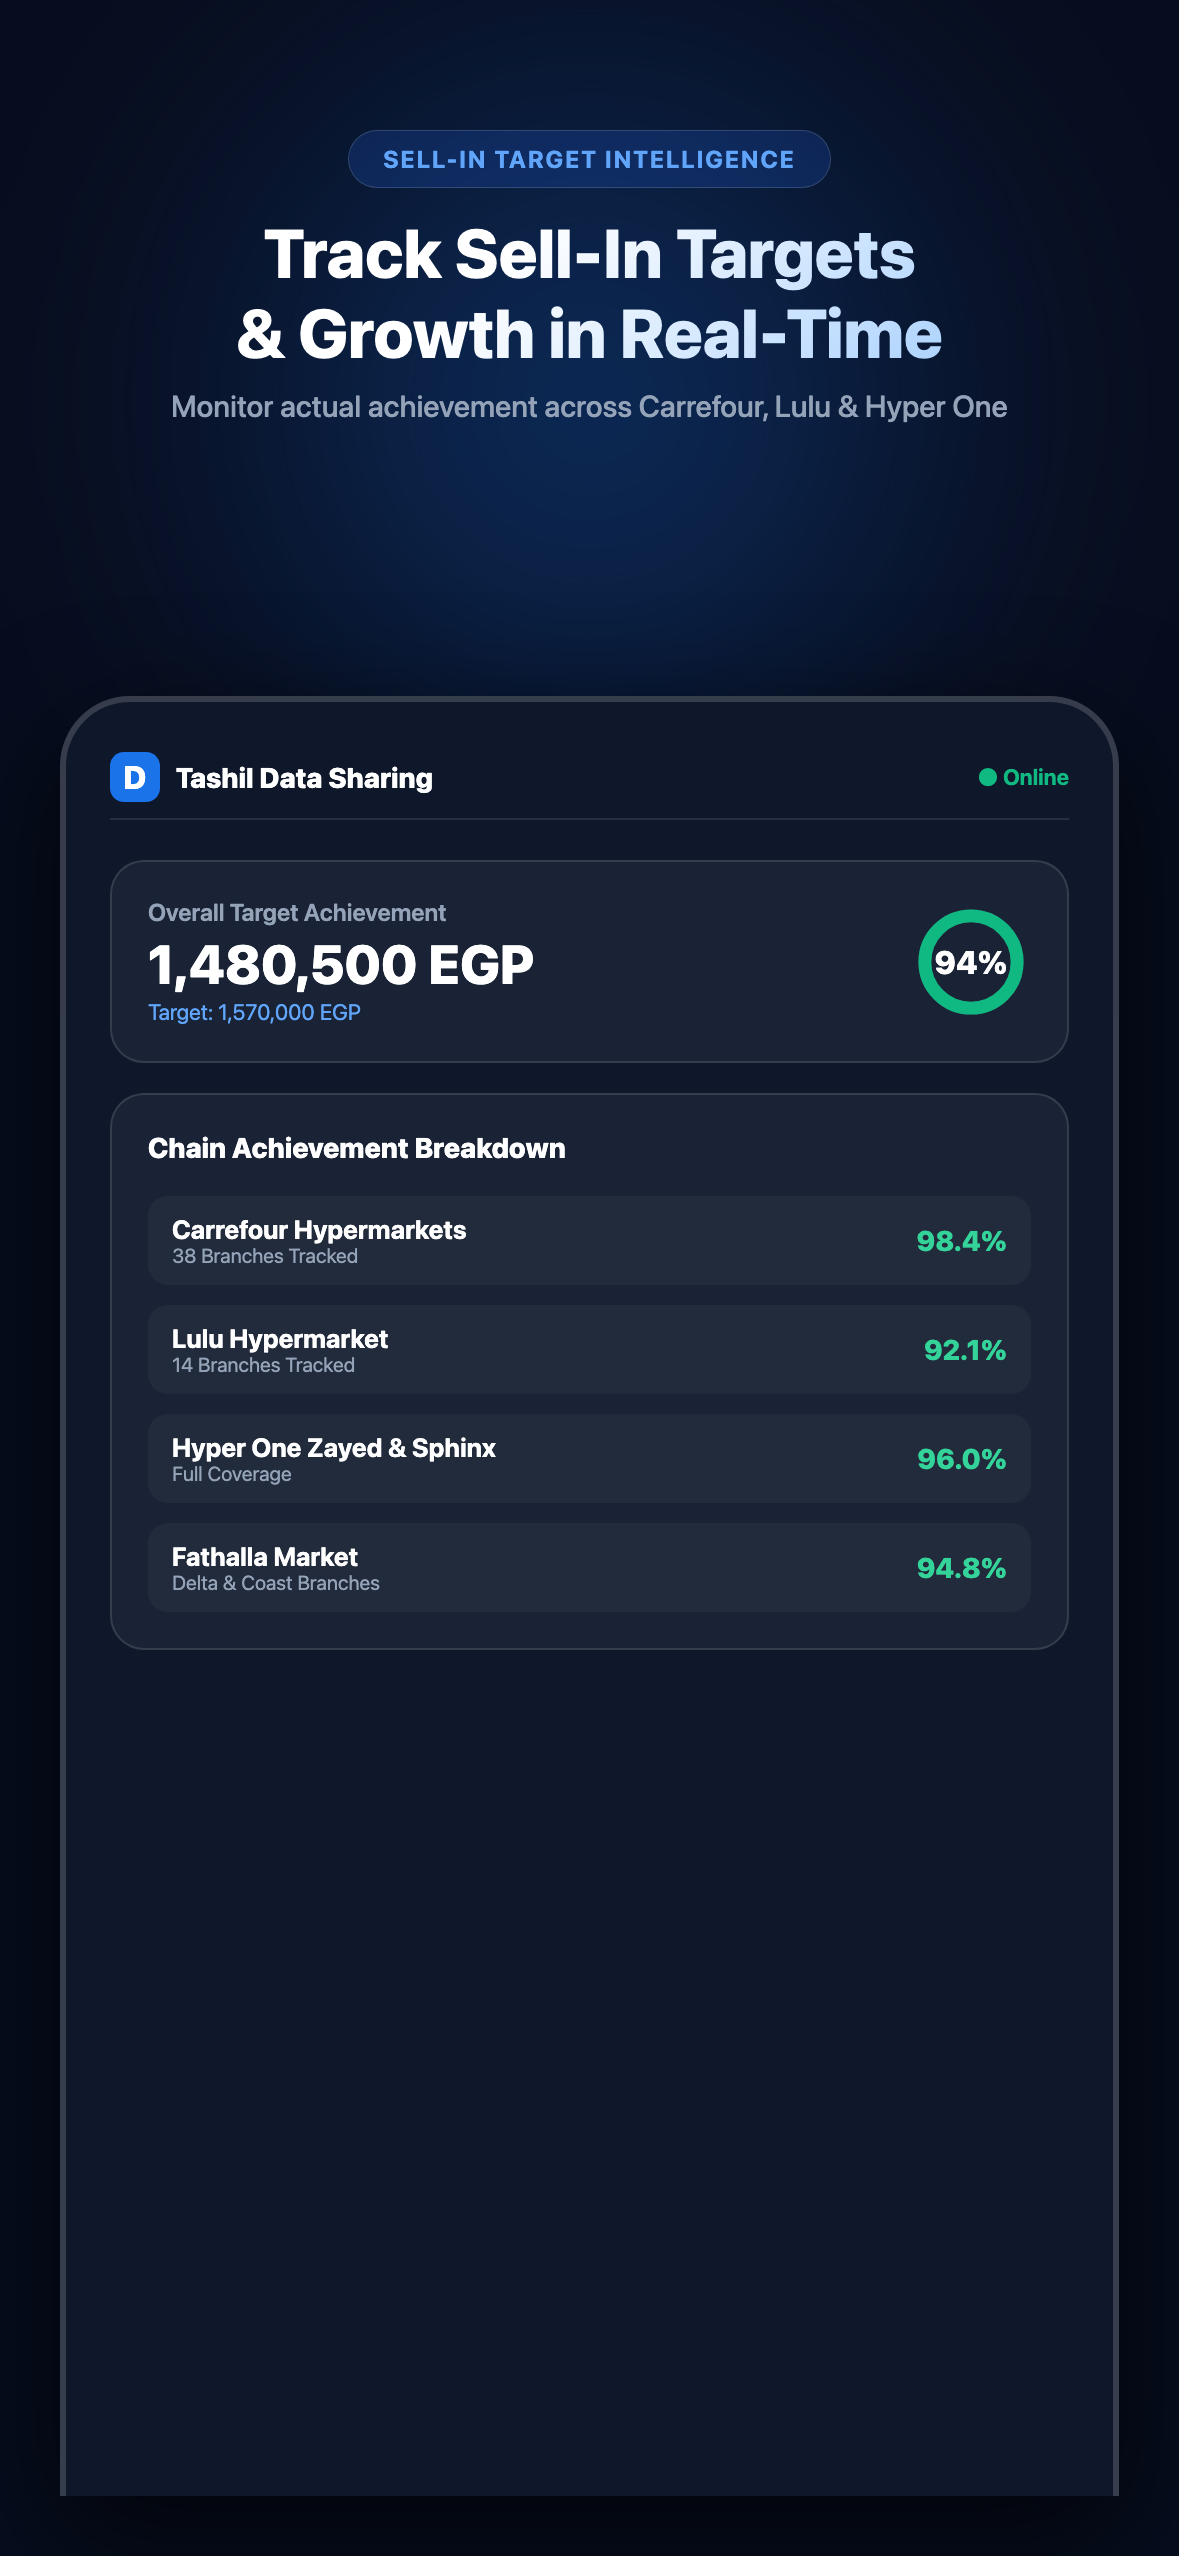 SELL-IN TARGET INTELLIGENCE
Track Sell-In Targets
& Growth in Real-Time
Monitor actual achievement across Carrefour, Lulu & Hyper One
D
Tashil Data Sharing
Online
Overall Target Achievement
1,480,500 EGP
Target: 1,570,000 EGP
94%
Chain Achievement Breakdown
Carrefour Hypermarkets
38 Branches Tracked
98.4%
Lulu Hypermarket
14 Branches Tracked
92.1%
Hyper One Zayed & Sphinx
Full Coverage
96.0%
Fathalla Market
Delta & Coast Branches
94.8%